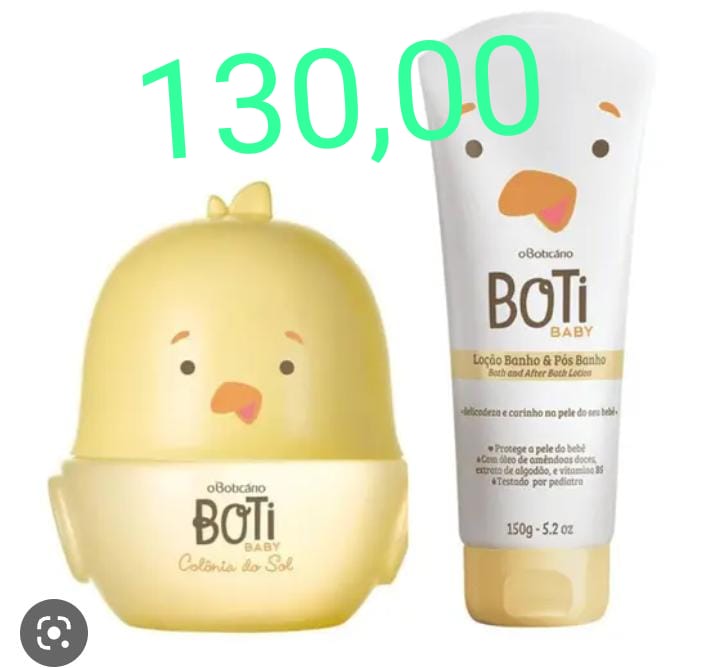 130,00
oBoticário
BOTi
BABY
Colônia do Sol
oBoticário
BOTi
BABY
Loção Banho & Pós Banho
Bath and After Bath Lotion
•delicadeza e carinho na pele do seu bebê•
♥Protege a pele do bebê
Com óleo de amêndoas doces,
extrato de algodão, e vitamina B5
Testado por pediatra
150g - 5.2 oz